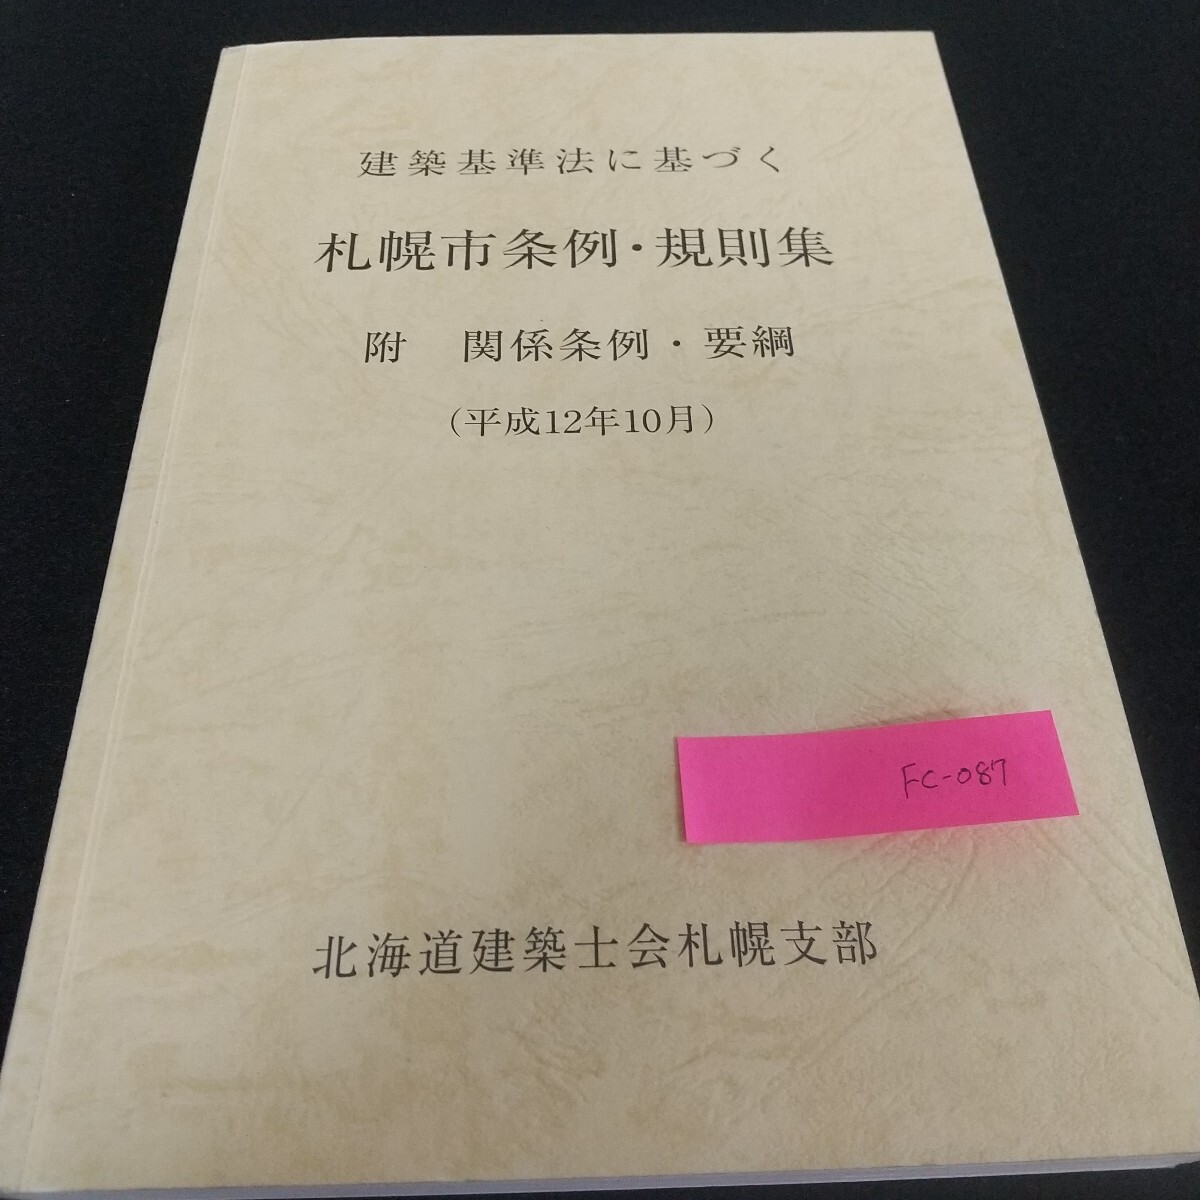 建築基準法に基づく
札幌市条例・規則集
附　関係条例・要綱
(平成12年10月)
FC-087
北海道建築士会札幌支部